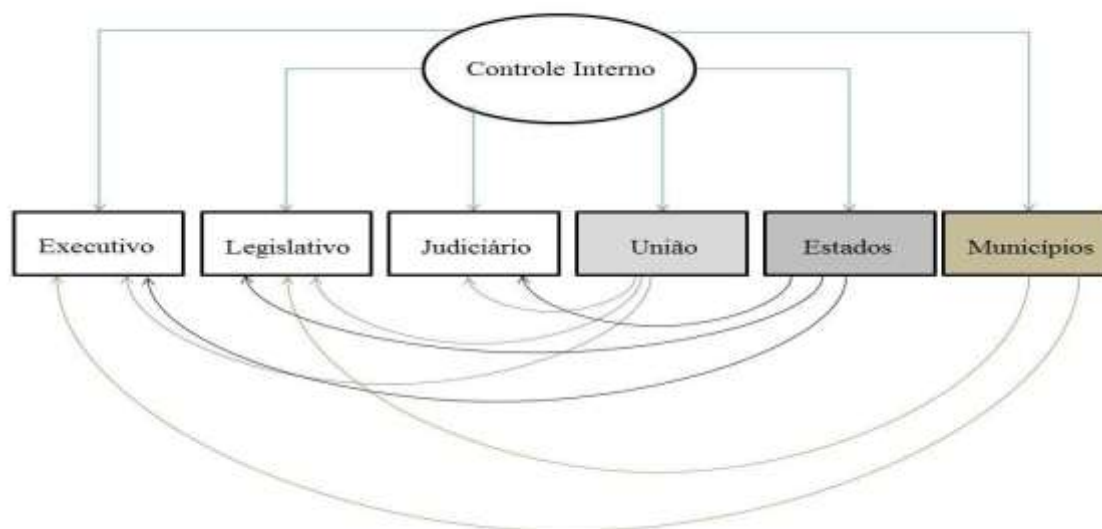 Controle Interno
Executivo
Legislativo
Judiciário
União
Estados
Municípios